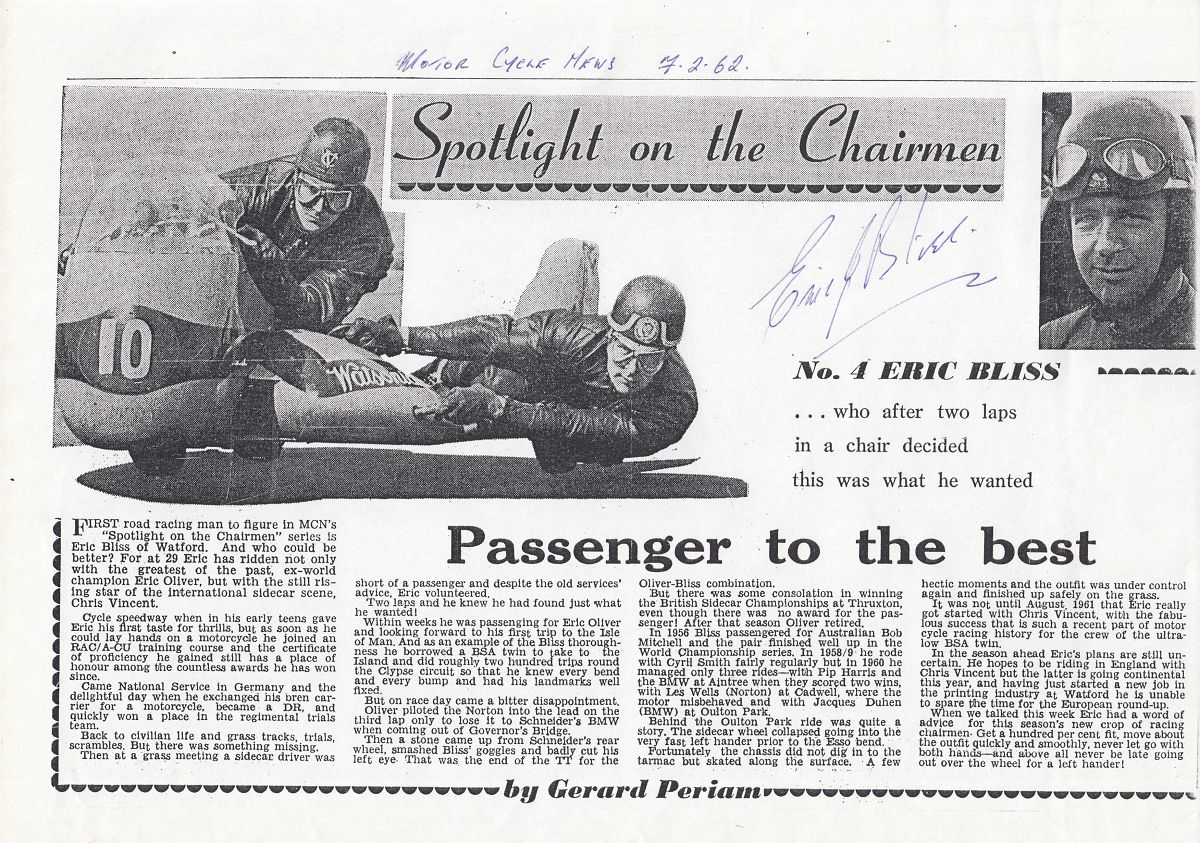 Motor Cycle News 7.2.62.
Spotlight on the Chairmen
10
Watsonian
No. 4 ERIC BLISS
. . . who after two laps
in a chair decided
this was what he wanted
Passenger to the best
FIRST road racing man to figure in MCN's
"Spotlight on the Chairmen" series is
Eric Bliss of Watford. And who could be
better? For at 29 Eric has ridden not only
with the greatest of the past, ex-world
champion Eric Oliver, but with the still ris-
ing star of the international sidecar scene,
Chris Vincent.
Cycle speedway when in his early teens gave
Eric his first taste for thrills, but as soon as he
could lay hands on a motorcycle he joined an
RAC/A-CU training course and the certificate
of proficiency he gained still has a place of
honour among the countless awards he has won
since.
Came National Service in Germany and the
delightful day when he exchanged his bren car-
rier for a motorcycle, became a DR, and
quickly won a place in the regimental trials
team.
Back to civilian life and grass tracks, trials,
scrambles. But there was something missing.
Then at a grass meeting a sidecar driver was
short of a passenger and despite the old services'
advice, Eric volunteered.
Two laps and he knew he had found just what
he wanted!
Within weeks he was passengering for Eric Oliver
and looking forward to his first trip to the Isle
of Man. And as an example of the Bliss thorough-
ness he borrowed a BSA twin to take to the
Island and did roughly two hundred trips round
the Clypse circuit so that he knew every bend
and every bump and had his landmarks well
fixed.
But on race day came a bitter disappointment,
Oliver piloted the Norton into the lead on the
third lap only to lose it to Schneider's BMW
when coming out of Governor's Bridge.
Then a stone came up from Schneider's rear
wheel, smashed Bliss' goggles and badly cut his
left eye. That was the end of the TT for the
Oliver-Bliss combination.
But there was some consolation in winning
the British Sidecar Championships at Thruxton,
even though there was no award for the pas-
senger! After that season Oliver retired.
In 1956 Bliss passengered for Australian Bob
Mitchell and the pair finished well up in the
World Championship series. In 1958/9 he rode
with Cyril Smith fairly regularly but in 1960 he
managed only three rides—with Pip Harris and
the BMW at Aintree when they scored two wins,
with Les Wells (Norton) at Cadwell, where the
motor misbehaved and with Jacques Duhen
(BMW) at Oulton Park.
Behind the Oulton Park ride was quite a
story. The sidecar wheel collapsed going into the
very fast left hander prior to the Esso bend.
Fortunately the chassis did not dig in to the
tarmac but skated along the surface. A few
hectic moments and the outfit was under control
again and finished up safely on the grass.
It was not until August, 1961 that Eric really
got started with Chris Vincent, with the fabu-
lous success that is such a recent part of motor
cycle racing history for the crew of the ultra-
low BSA twin.
In the season ahead Eric's plans are still un-
certain. He hopes to be riding in England with
Chris Vincent but the latter is going continental
this year, and having just started a new job in
the printing industry at Watford he is unable
to spare the time for the European round-up.
When we talked this week Eric had a word of
advice for this season's new crop of racing
chairmen. Get a hundred per cent fit, move about
the outfit quickly and smoothly, never let go with
both hands—and above all never be late going
out over the wheel for a left hander!
by Gerard Periam